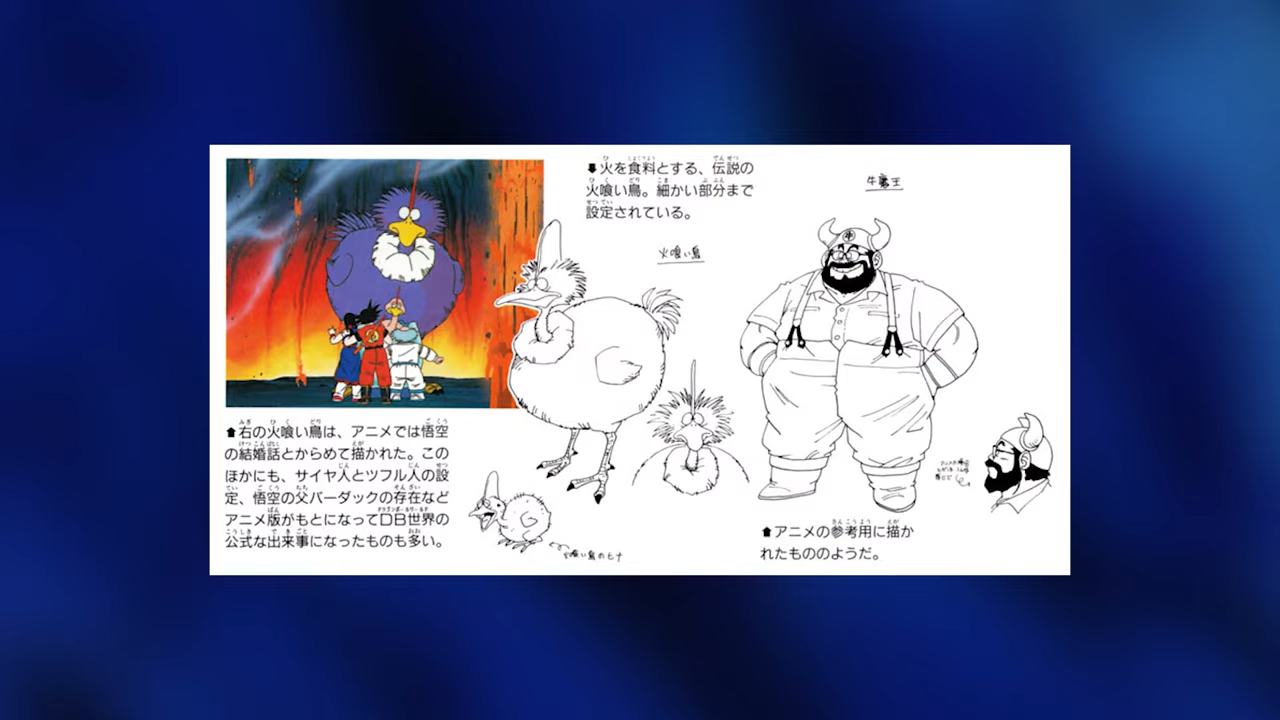 火を食料とする、伝説の
火喰い鳥。細かい部分まで
設定されている。
火喰い鳥
牛魔王
右の火喰い鳥は、アニメでは悟空
の結婚話とからめて描かれた。この
ほかにも、サイヤ人とツフル人の設
定、悟空の父バーダックの存在など
アニメ版がもとになってDB世界の
公式な出来事になったものも多い。
火喰い鳥のヒナ
アニメの参考用に描か
れたもののようだ。